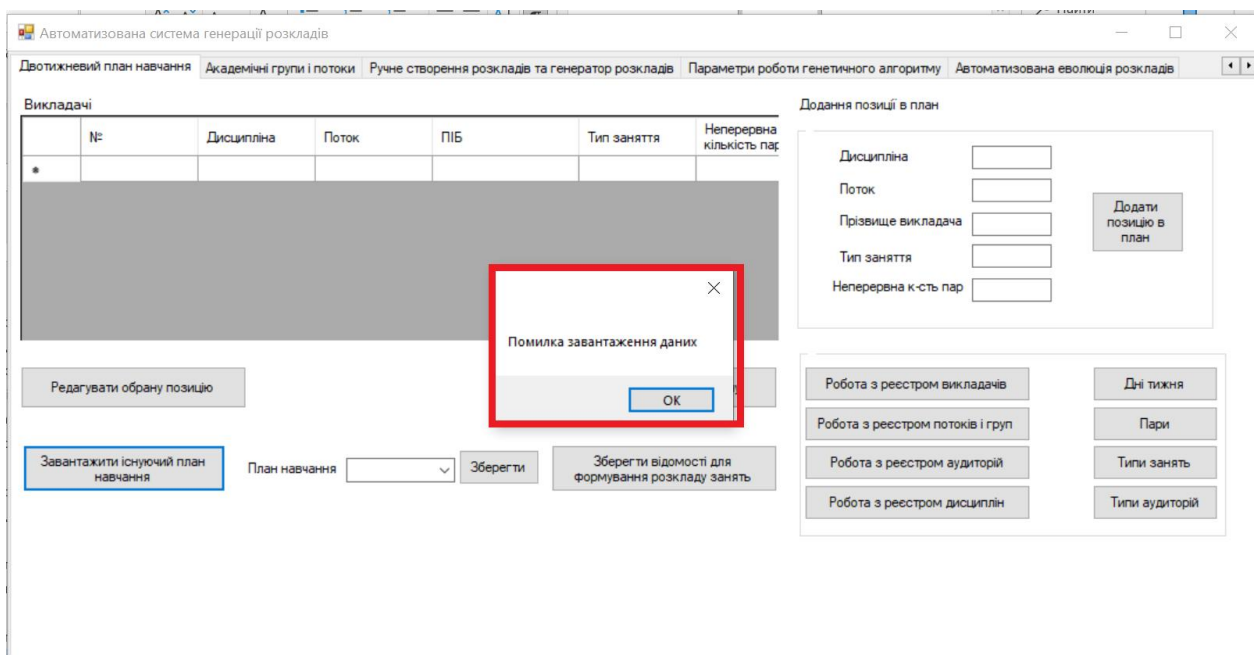 Автоматизована система генерації розкладів
Двотижневий план навчання
Академічні групи і потоки
Ручне створення розкладів та генератор розкладів
Параметри роботи генетичного алгоритму
Автоматизована еволюція розкладів
Викладачі
№
Дисципліна
Поток
ПІБ
Тип заняття
Неперервна
кількість пар
Додання позиції в план
Дисципліна
Поток
Прізвище викладача
Тип заняття
Неперервна к-сть пар
Додати
позицію в
план
Помилка завантаження даних
OK
Редагувати обрану позицію
Завантажити існуючий план
навчання
План навчання
Зберегти
Зберегти відомості для
формування розкладу занять
Робота з реєстром викладачів
Дні тижня
Робота з реєстром потоків і груп
Пари
Робота з реєстром аудиторій
Типи занять
Робота з реєстром дисциплін
Типи аудиторій